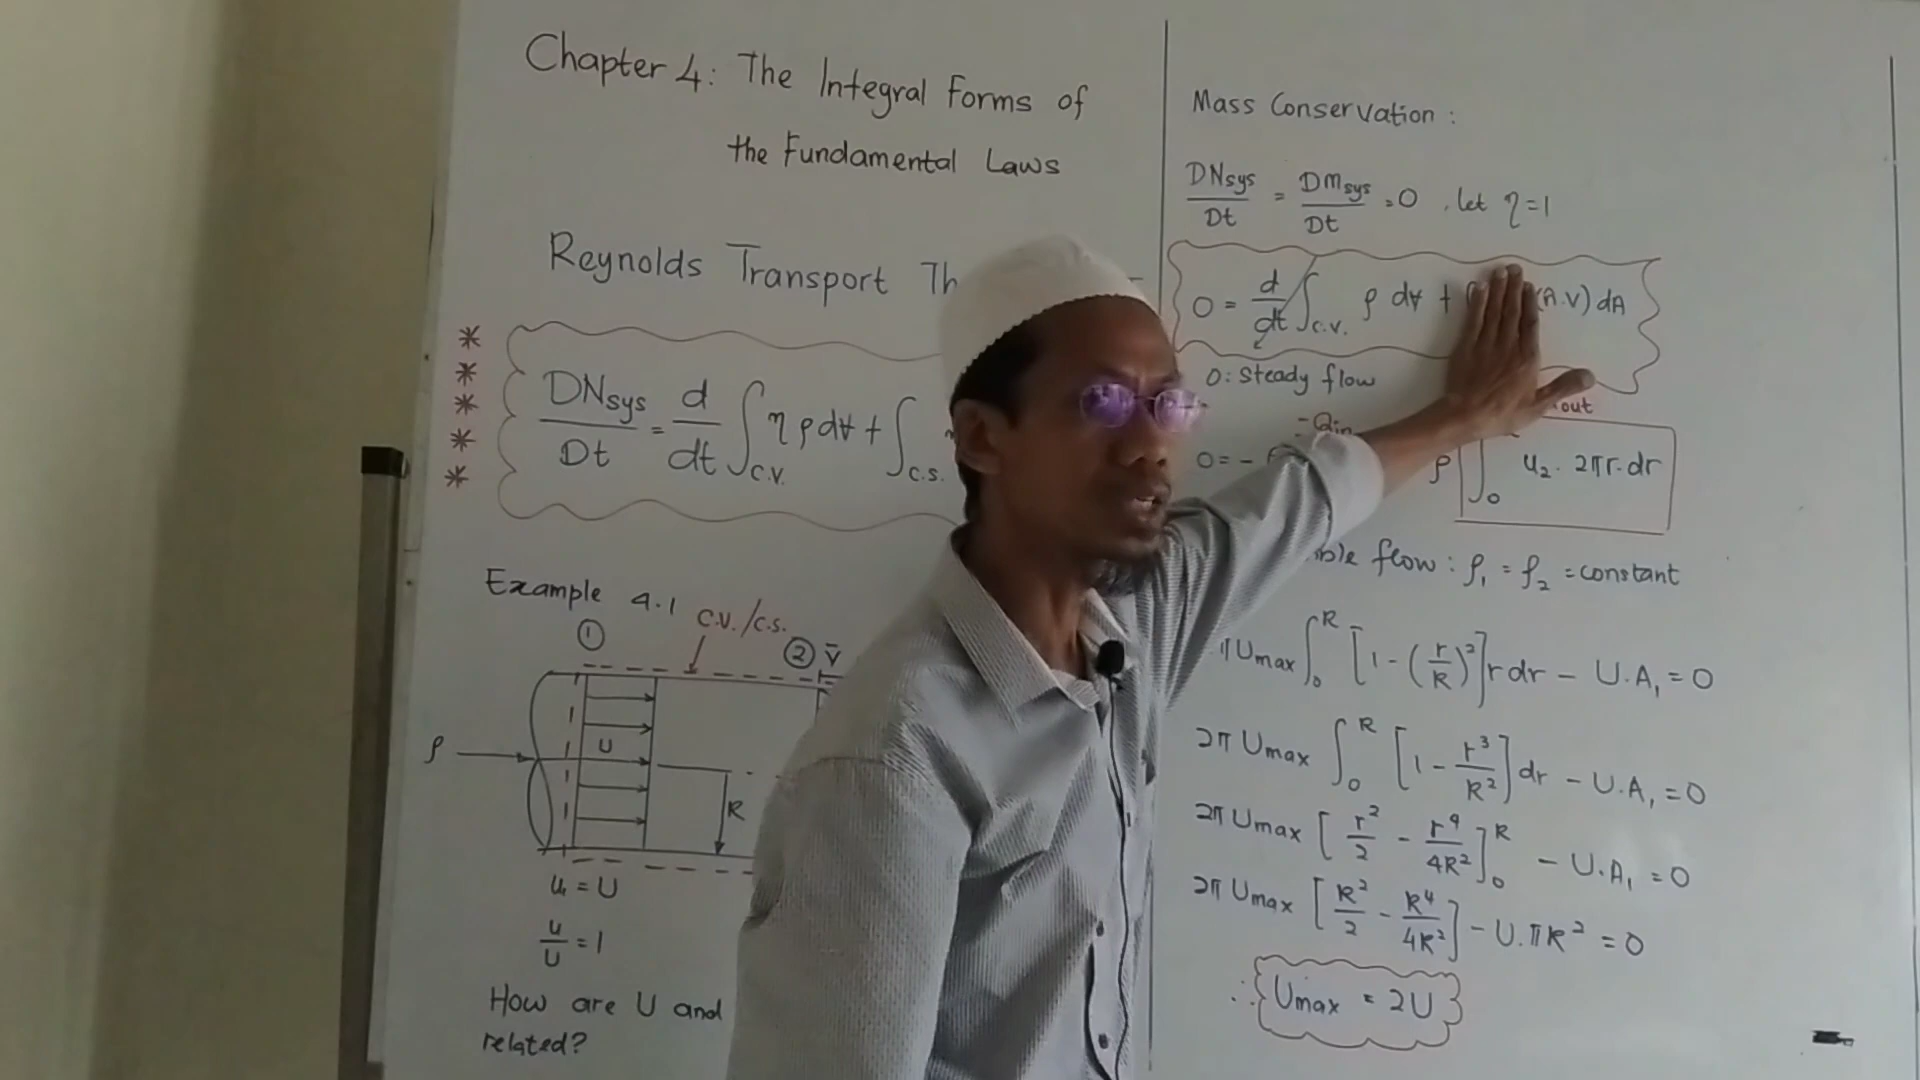 Chapter 4: The Integral Forms of
the Fundamental Laws
Reynolds Transport Th
* * * * *
DNsys/Dt = d/dt ∫C.V. η ρ d∀ + ∫C.S.
Example 4.1
C.V./C.S.
① ② V̄
ρ
U
R
u₁ = U
u/U = 1
How are U and
related?
Mass Conservation :
DNsys/Dt = DMsys/Dt = 0 , let η = 1
0 = d/dt ∫C.V. ρ d∀ + (n̂.V) dA
0 : Steady flow
-Qin
out
0 = - ρ ∫₀ u₂ . 2πr.dr
ible flow : ρ₁ = ρ₂ = constant
πUmax ∫₀ᴿ [1 - (r/R)²] r dr - U.A₁ = 0
2π Umax ∫₀ᴿ [1 - r³/R²] dr - U.A₁ = 0
2π Umax [r²/2 - r⁴/4R²]₀ᴿ - U.A₁ = 0
2π Umax [R²/2 - R⁴/4R²] - U.πR² = 0
∴ Umax = 2U